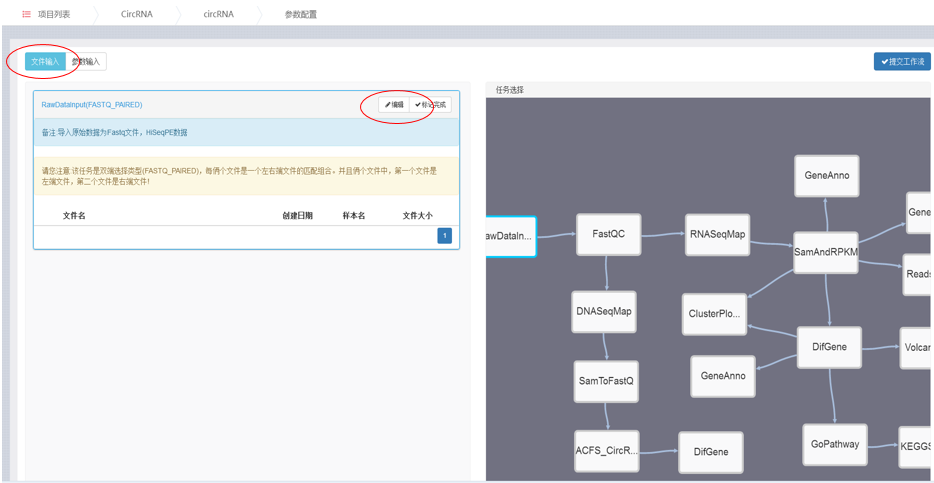 项目列表
CircRNA
circRNA
参数配置
文件输入
参数输入
提交工作流
RawDataInput(FASTQ_PAIRED)
编辑
标记完成
备注:导入原始数据为Fastq文件，HiSeqPE数据
请您注意:该任务是双端选择类型(FASTQ_PAIRED)，每俩个文件是一个左右端文件的匹配组合。并且俩个文件中，第一个文件是
左端文件，第二个文件是右端文件!
文件名
创建日期
样本名
文件大小
1
任务选择
GeneAnno
Gene
awDataIn...
FastQC
RNASeqMap
SamAndRPKM
Reads
DNASeqMap
ClusterPlo...
DifGene
Volcan
SamToFastQ
GeneAnno
ACFS_CircR...
DifGene
GoPathway
KEGGS